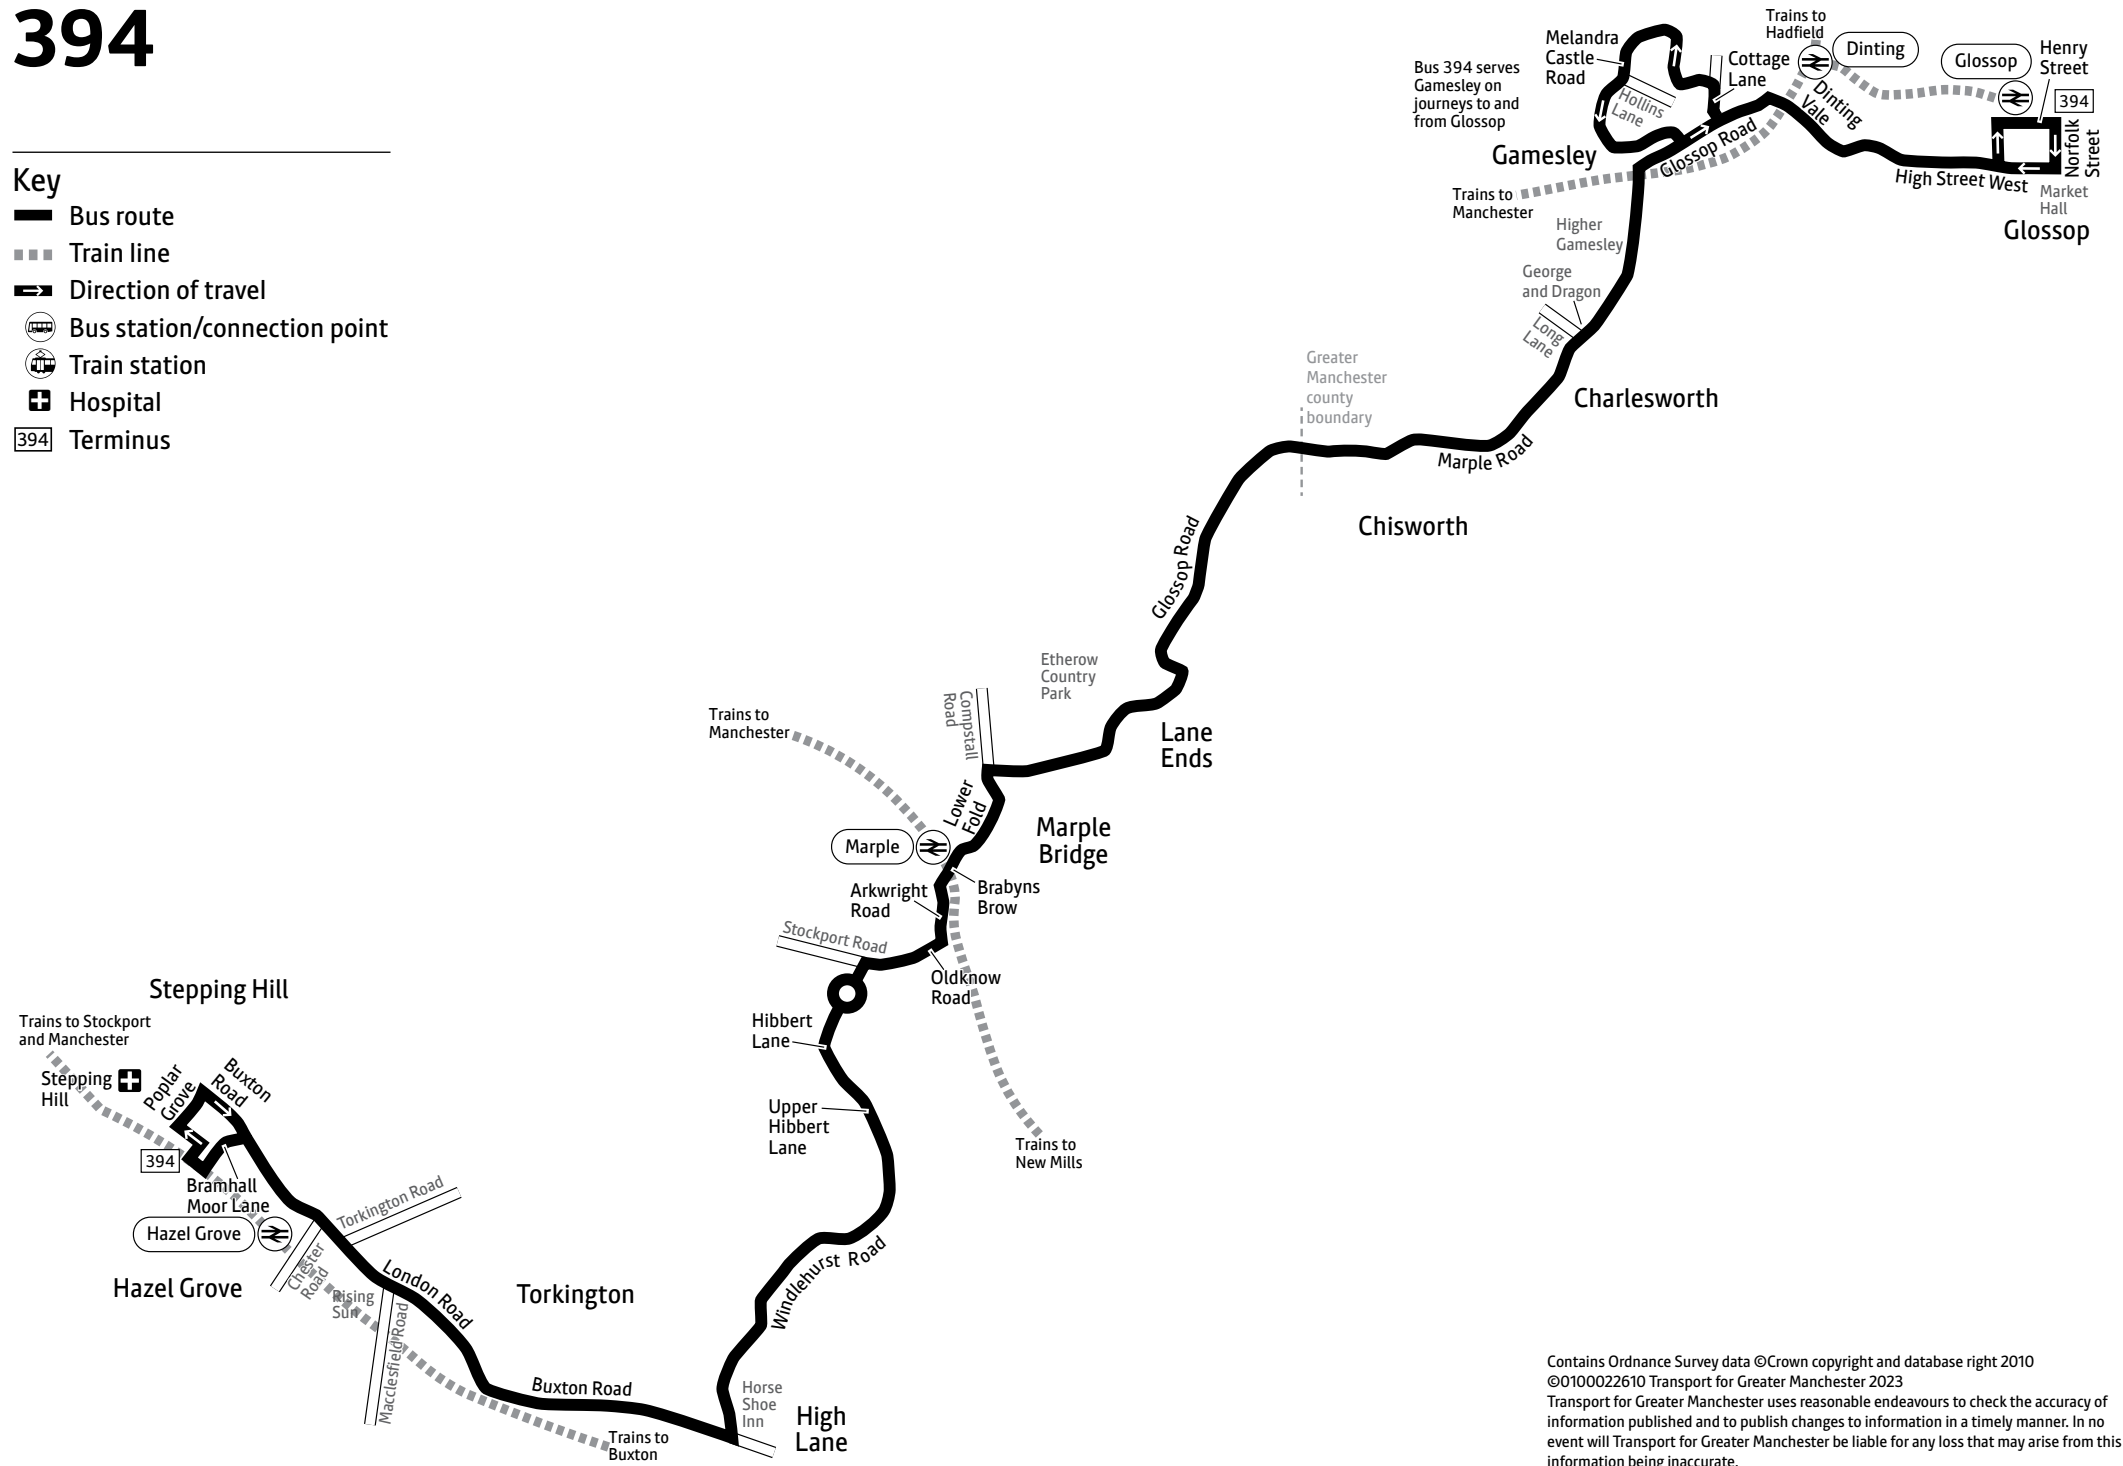 394
Key
Bus route
Train line
Direction of travel
Bus station/connection point
Train station
Hospital
394 Terminus
Bus 394 serves
Gamesley on
journeys to and
from Glossop
Melandra
Castle
Road
Hollins
Lane
Cottage
Lane
Trains to
Hadfield
Dinting
Dinting
Vale
Glossop
Henry
Street
394
Norfolk
Street
High Street West
Market
Hall
Glossop
Gamesley
Glossop Road
Trains to
Manchester
Higher
Gamesley
George
and Dragon
Long
Lane
Charlesworth
Greater
Manchester
county
boundary
Marple Road
Chisworth
Glossop Road
Etherow
Country
Park
Lane
Ends
Compstall
Road
Trains to
Manchester
Lower
Fold
Marple
Marple
Bridge
Brabyns
Brow
Arkwright
Road
Stockport Road
Oldknow
Road
Hibbert
Lane
Upper
Hibbert
Lane
Trains to
New Mills
Windlehurst Road
Stepping Hill
Trains to Stockport
and Manchester
Stepping
Hill
Poplar
Grove
Buxton
Road
394
Bramhall
Moor Lane
Hazel Grove
Torkington Road
Chester
Road
Hazel Grove
Rising
Sun
London Road
Torkington
Macclesfield Road
Buxton Road
Horse
Shoe
Inn
High
Lane
Trains to
Buxton
Contains Ordnance Survey data ©Crown copyright and database right 2010
©0100022610 Transport for Greater Manchester 2023
Transport for Greater Manchester uses reasonable endeavours to check the accuracy of
information published and to publish changes to information in a timely manner. In no
event will Transport for Greater Manchester be liable for any loss that may arise from this
information being inaccurate.